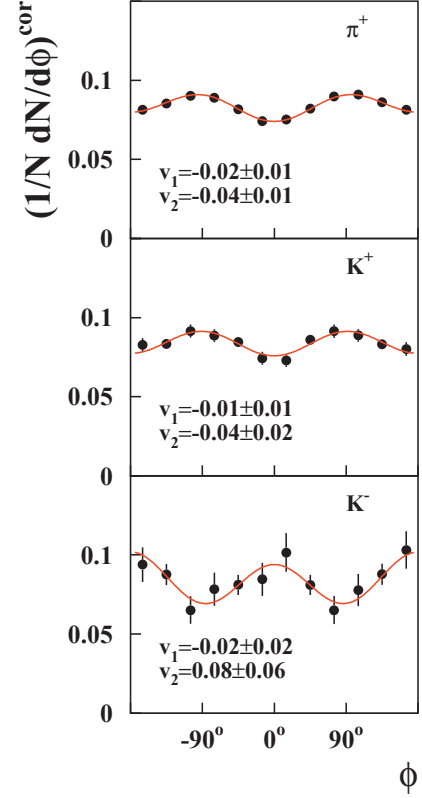 (1/N dN/dϕ)^cor
π⁺
0.1
0.05
v₁=-0.02±0.01
v₂=-0.04±0.01
0
K⁺
0.1
0.05
v₁=-0.01±0.01
v₂=-0.04±0.02
0
K⁻
0.1
0.05
v₁=-0.02±0.02
v₂=0.08±0.06
0
-90° 0° 90°
ϕ